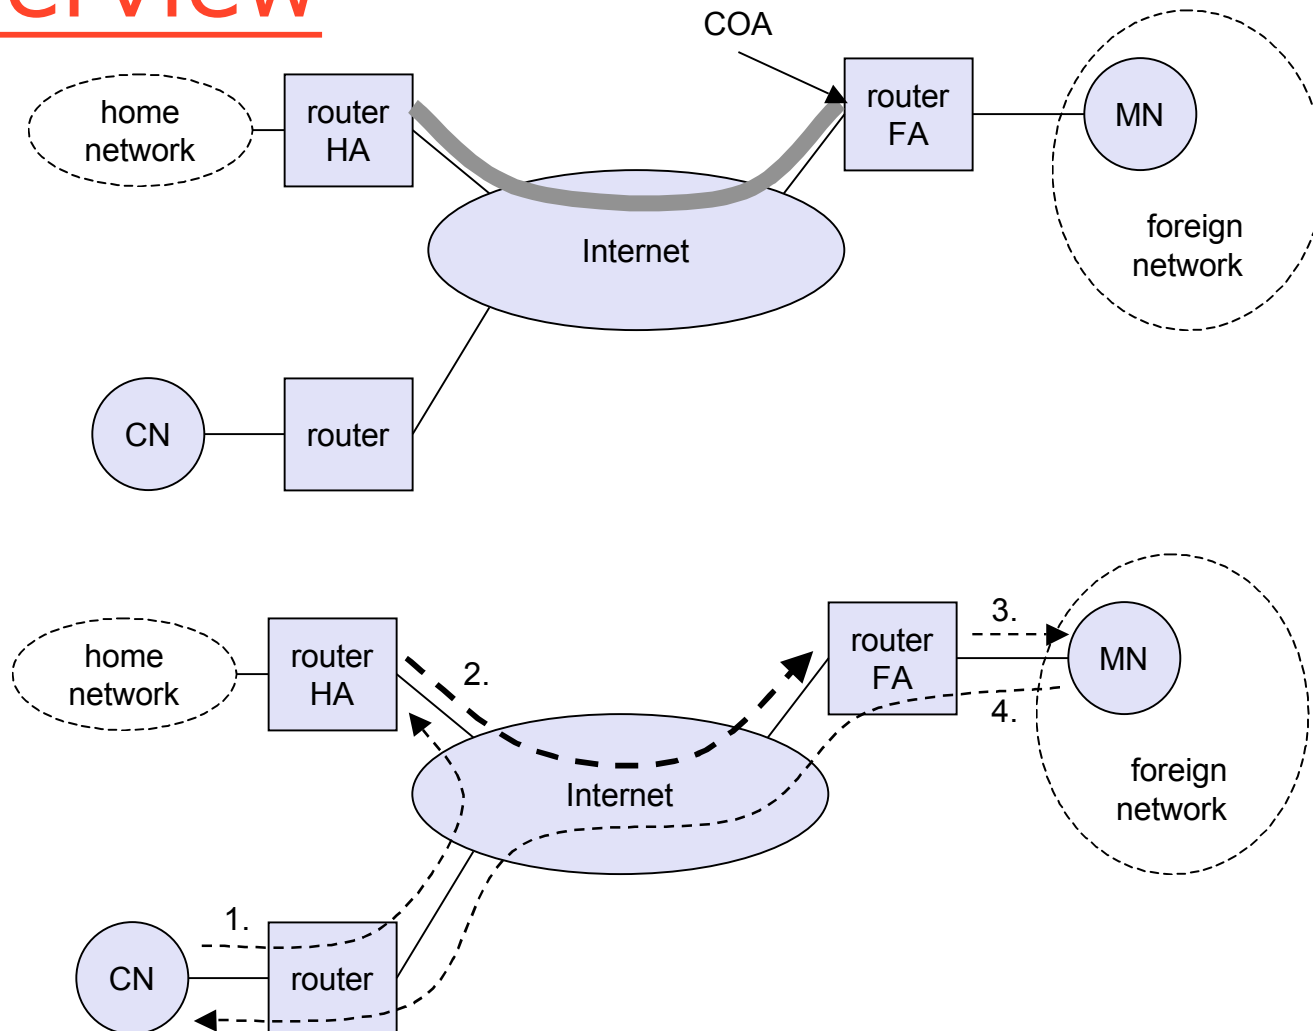 COA
home
network
router
HA
router
FA
MN
foreign
network
Internet
CN
router
home
network
router
HA
2.
router
FA
3.
MN
4.
foreign
network
Internet
1.
CN
router